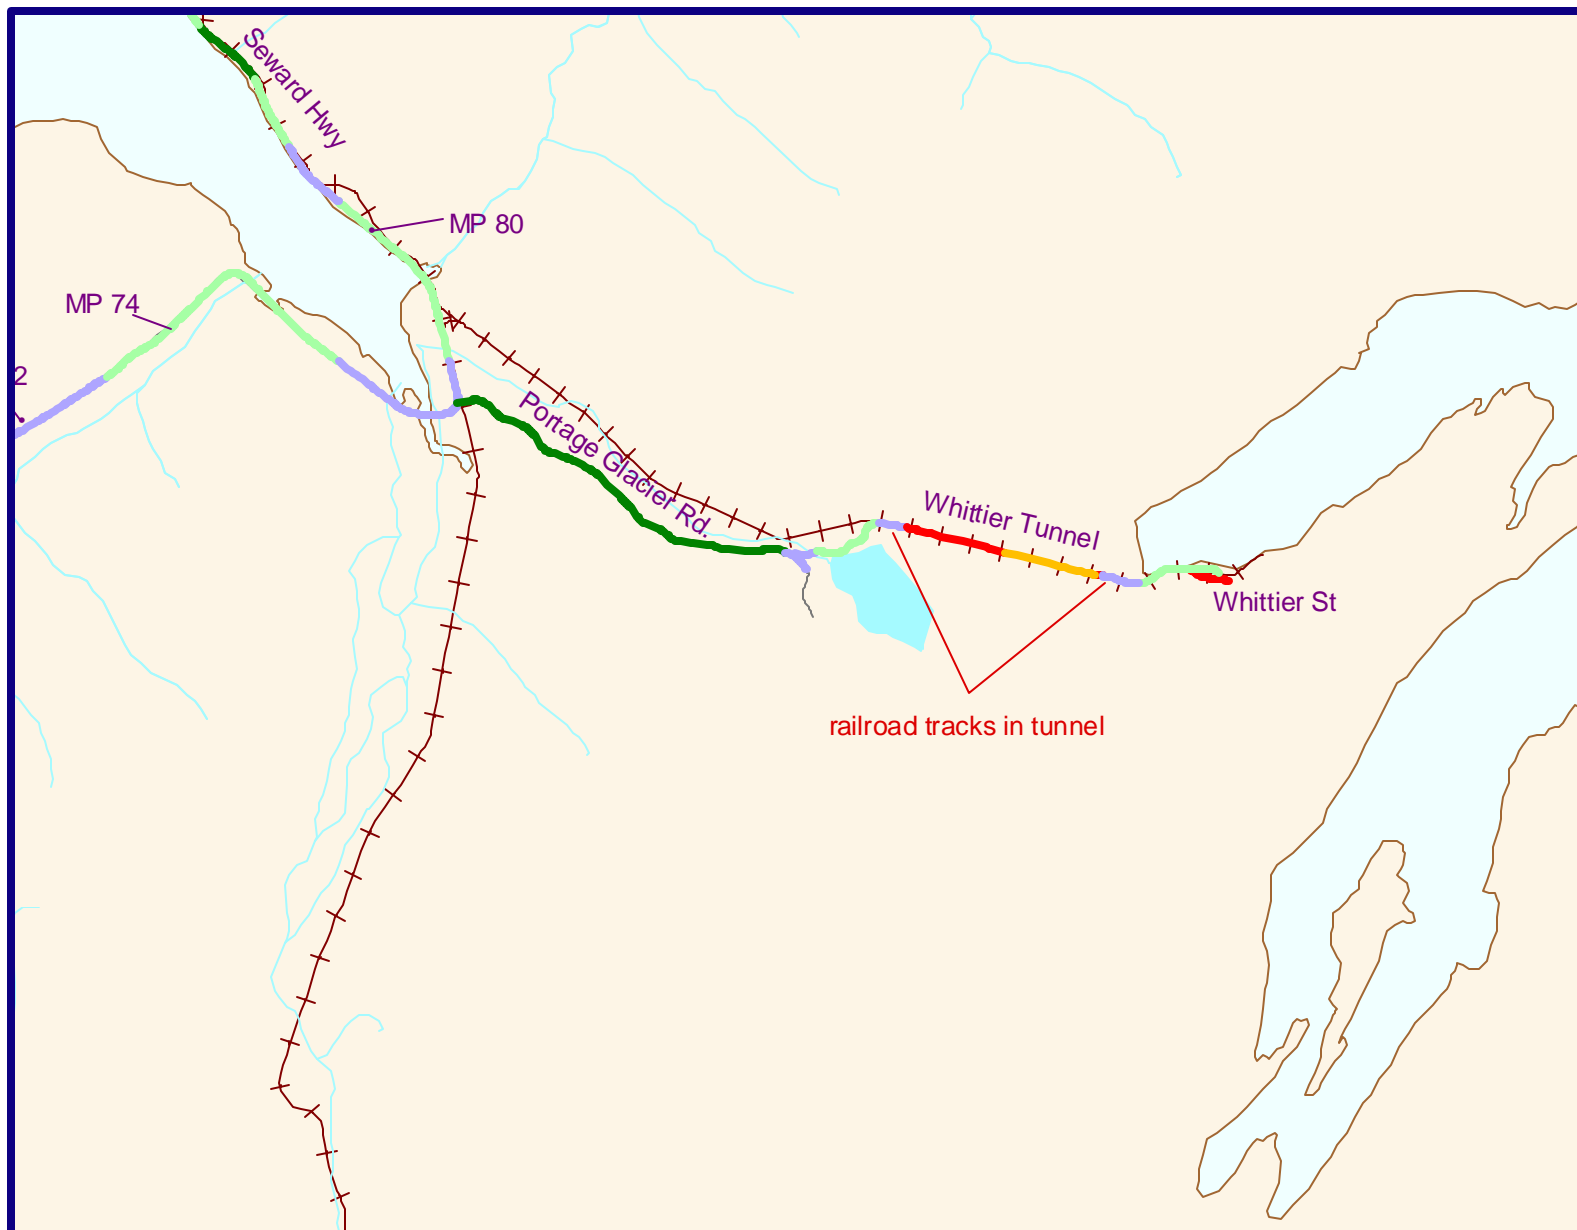 Seward Hwy
MP 80
MP 74
2
Portage Glacier Rd.
Whittier Tunnel
Whittier St
railroad tracks in tunnel